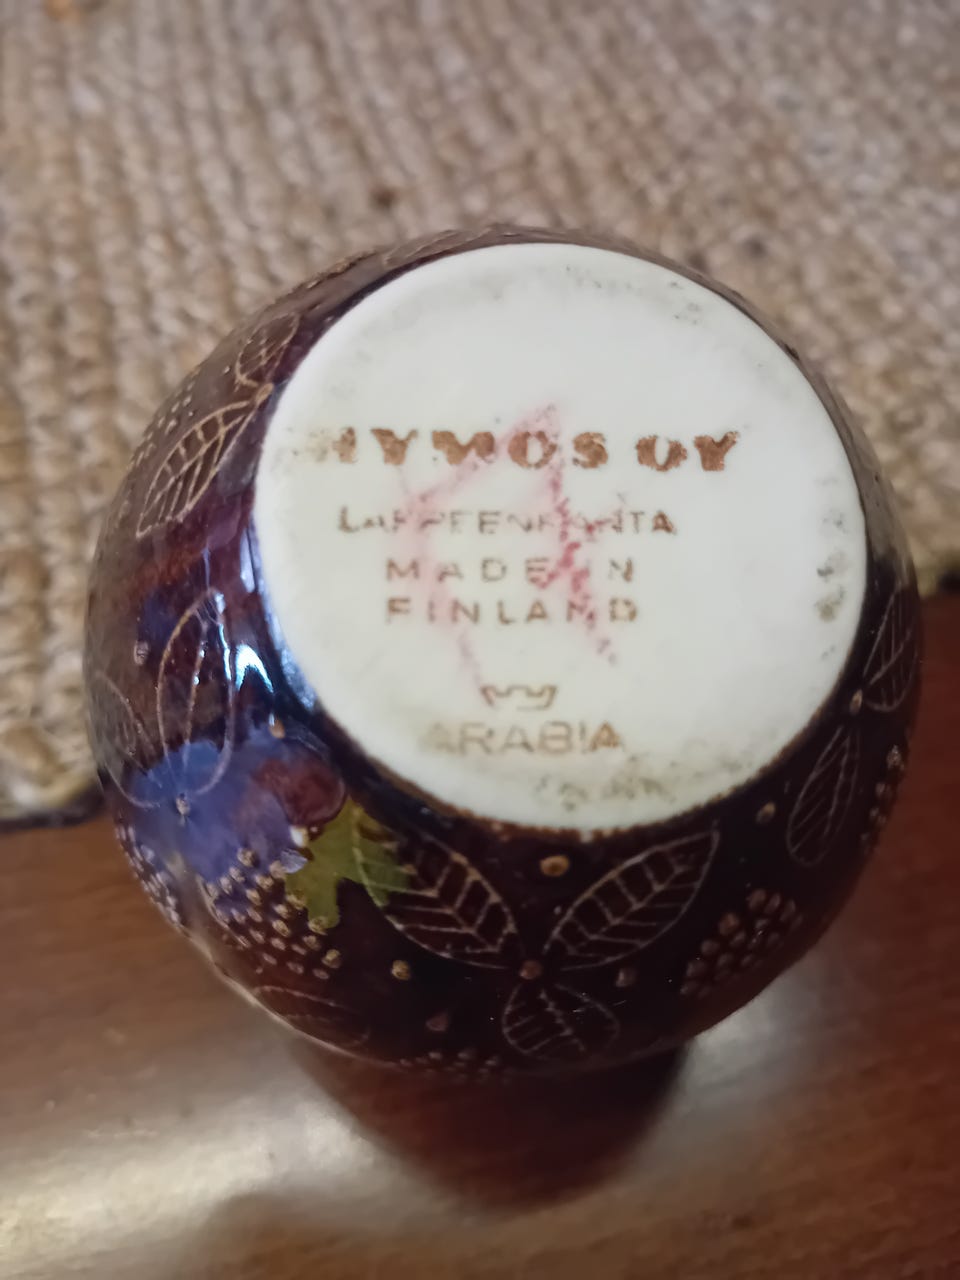 HYMOS OY
LAPPEENRANTA
MADE IN
FINLAND
ARABIA